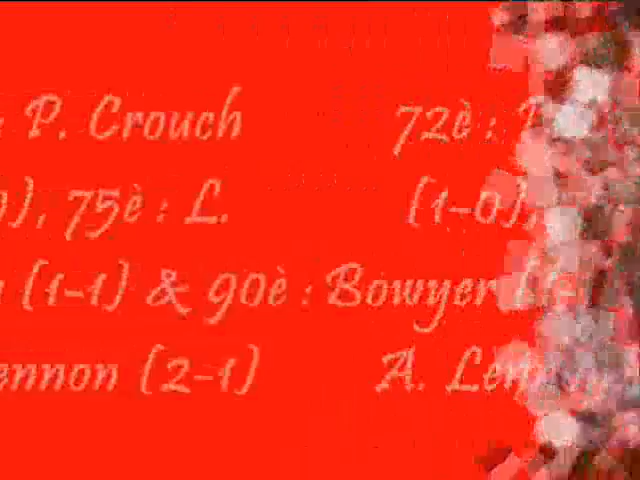 : P. Crouch 72è :
), 75è : L. (1-0),
(1-1) & 90è : Bowyer
ennon (2-1) A. Len